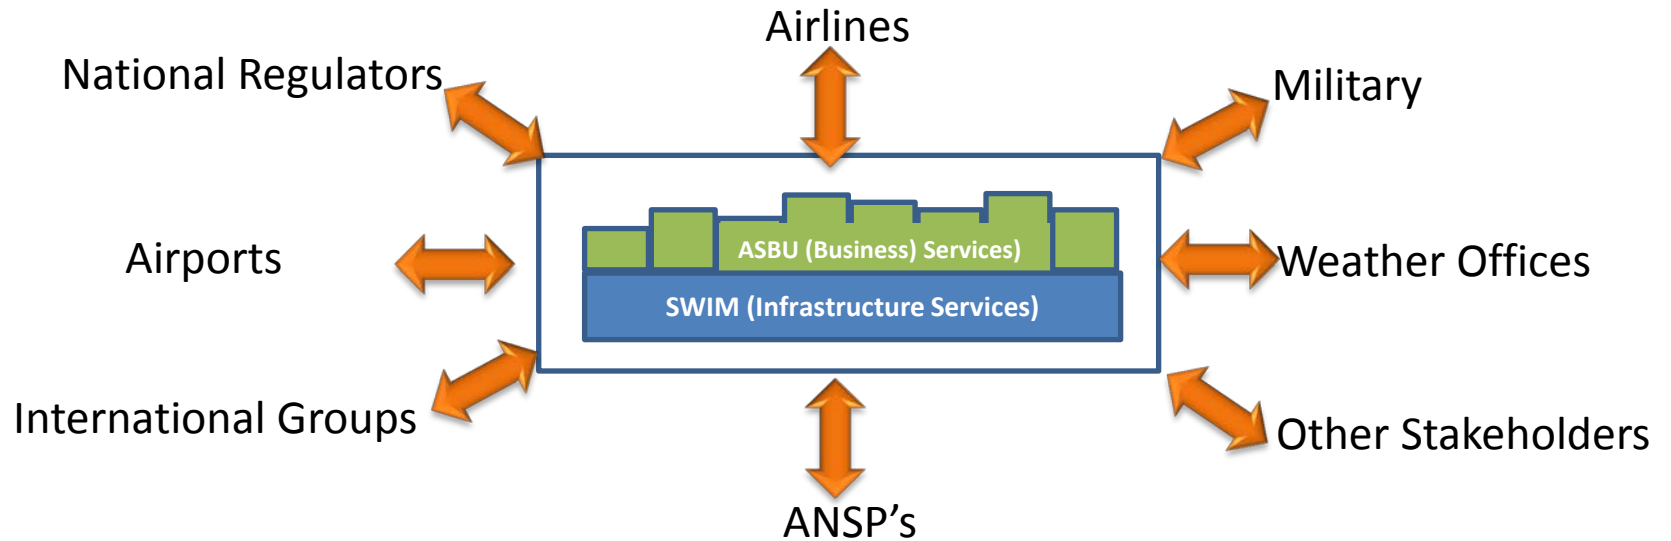 Airlines
National Regulators
Military
ASBU (Business) Services)
Airports
Weather Offices
SWIM (Infrastructure Services)
International Groups
Other Stakeholders
ANSP’s